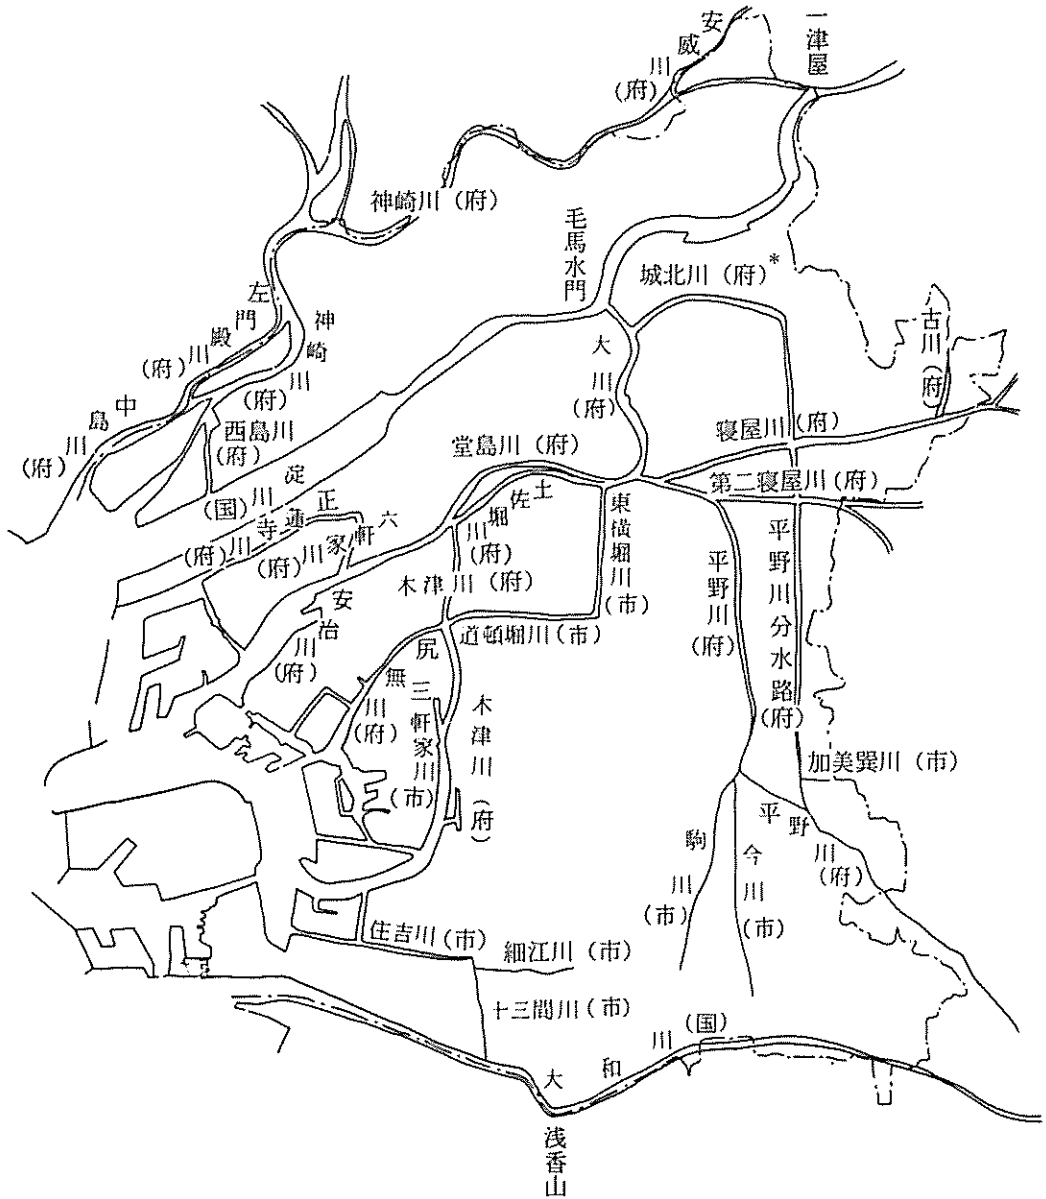 一津屋
安威川(府)
神崎川(府)
毛馬水門
城北川(府)*
古川(府)
左門殿川(府)
神崎川(府)
中島川(府)
西島川(府)
大川(府)
寝屋川(府)
堂島川(府)
第二寝屋川(府)
淀川(国)
正蓮寺川(府)
六軒家川(府)
土佐堀川(府)
東横堀川(市)
平野川(府)
平野川分水路(府)
木津川(府)
安治川(府)
道頓堀川(市)
尻無川(府)
三軒家川(市)
木津川(府)
加美巽川(市)
平野川(府)
駒川(市)
今川(市)
住吉川(市)
細江川(市)
十三間川(市)
大和川(国)
浅香山